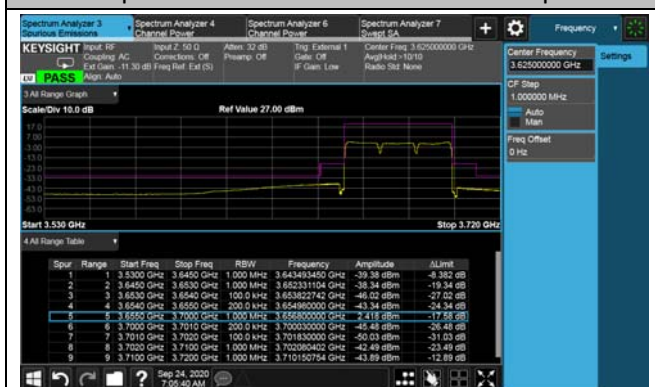 Spectrum Analyzer 3
Spurious Emissions
Spectrum Analyzer 4
Channel Power
Spectrum Analyzer 6
Channel Power
Spectrum Analyzer 7
Swept SA
+
Frequency
KEYSIGHT
Input: RF
Coupling: AC
Ext Gain: -11.30 dB
Align: Auto
Input Z: 50 Ω
Corrections: Off
Freq Ref: Ext (S)
Atten: 32 dB
Preamp: Off
Trig: External 1
Gate: Off
IF Gain: Low
Center Freq: 3.625000000 GHz
Avg|Hold:>10/10
Radio Std: None
PASS
Center Frequency
3.625000000 GHz
Settings
CF Step
1.000000 MHz
Auto
Man
Freq Offset
0 Hz
3 All Range Graph
Scale/Div 10.0 dB
Ref Value 27.00 dBm
17.0
7.00
-3.00
-13.0
-23.0
-33.0
-43.0
-53.0
-63.0
Start 3.530 GHz
Stop 3.720 GHz
4 All Range Table
Spur Range Start Freq Stop Freq RBW Frequency Amplitude ΔLimit
1 1 3.5300 GHz 3.6450 GHz 1.000 MHz 3.643493450 GHz -39.38 dBm -8.382 dB
2 2 3.6450 GHz 3.6530 GHz 1.000 MHz 3.652331104 GHz -38.34 dBm -19.34 dB
3 3 3.6530 GHz 3.6540 GHz 100.0 kHz 3.653822742 GHz -46.02 dBm -27.02 dB
4 4 3.6540 GHz 3.6550 GHz 200.0 kHz 3.654980000 GHz -43.34 dBm -24.34 dB
5 5 3.6550 GHz 3.7000 GHz 1.000 MHz 3.656800000 GHz 2.418 dBm -17.58 dB
6 6 3.7000 GHz 3.7010 GHz 200.0 kHz 3.700030000 GHz -45.48 dBm -26.48 dB
7 7 3.7010 GHz 3.7020 GHz 100.0 kHz 3.701830000 GHz -50.03 dBm -31.03 dB
8 8 3.7020 GHz 3.7100 GHz 1.000 MHz 3.702080402 GHz -42.49 dBm -23.49 dB
9 9 3.7100 GHz 3.7200 GHz 1.000 MHz 3.710150754 GHz -43.89 dBm -12.89 dB
Sep 24, 2020
7:05:40 AM